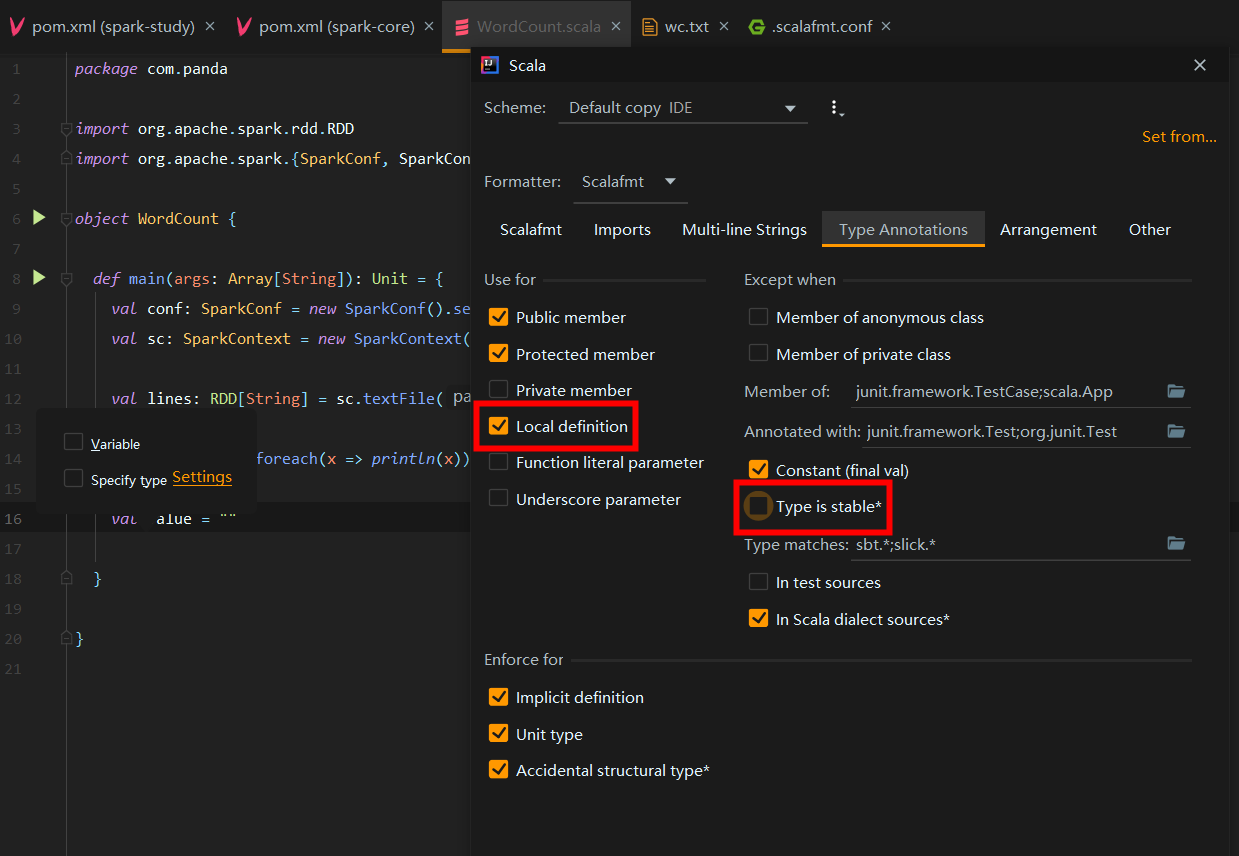 pom.xml (spark-study) pom.xml (spark-core) WordCount.scala wc.txt .scalafmt.conf
1 package com.panda
2
3 import org.apache.spark.rdd.RDD
4 import org.apache.spark.{SparkConf, SparkCon
5
6 object WordCount {
7
8 def main(args: Array[String]): Unit = {
9 val conf: SparkConf = new SparkConf().se
10 val sc: SparkContext = new SparkContext(
11
12 val lines: RDD[String] = sc.textFile( pa
13
14 foreach(x => println(x))
15
16 val alue = ""
17
18 }
19
20 }
21
Variable
Specify type Settings
Scala
Scheme: Default copy IDE
Set from...
Formatter: Scalafmt
Scalafmt Imports Multi-line Strings Type Annotations Arrangement Other
Use for
Public member
Protected member
Private member
Local definition
Function literal parameter
Underscore parameter
Except when
Member of anonymous class
Member of private class
Member of: junit.framework.TestCase;scala.App
Annotated with: junit.framework.Test;org.junit.Test
Constant (final val)
Type is stable*
Type matches: sbt.*;slick.*
In test sources
In Scala dialect sources*
Enforce for
Implicit definition
Unit type
Accidental structural type*